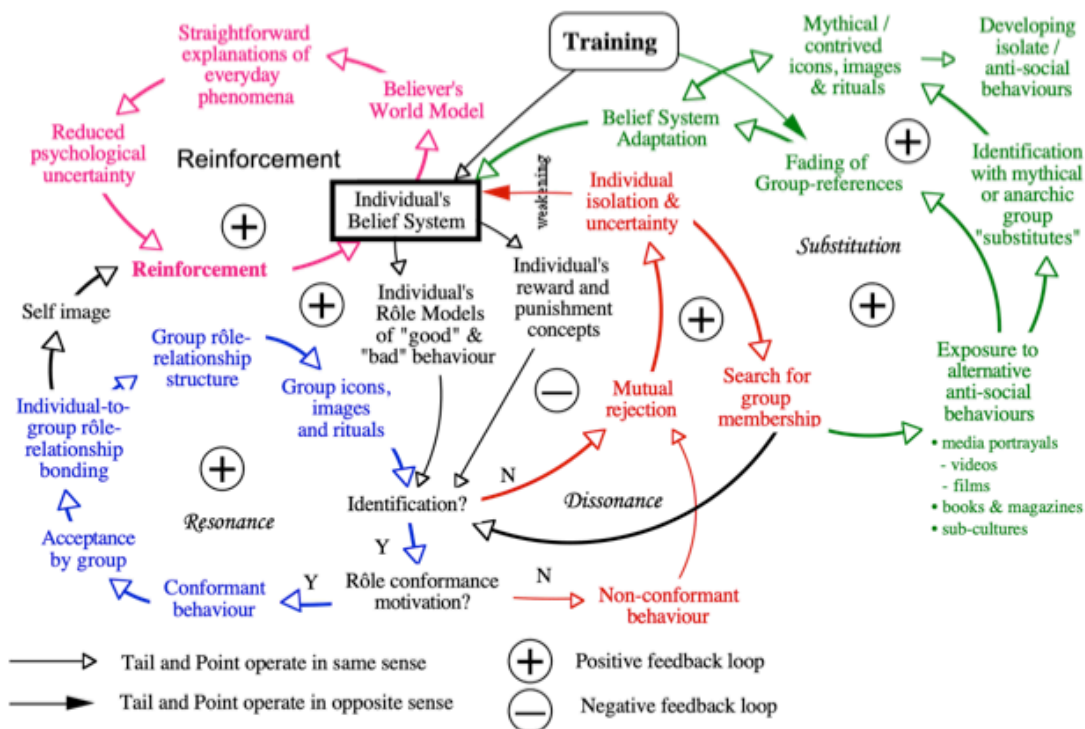 Training
Straightforward
explanations of
everyday
phenomena
Believer's
World Model
Reduced
psychological
uncertainty
Reinforcement
Reinforcement
Individual's
Belief System
Self image
Mythical /
contrived
icons, images
& rituals
Developing
isolate /
anti-social
behaviours
Belief System
Adaptation
Fading of
Group-references
Identification
with mythical
or anarchic
group
"substitutes"
Substitution
weakening
Individual
isolation &
uncertainty
Individual's
Rôle Models
of "good" &
"bad" behaviour
Individual's
reward and
punishment
concepts
Group rôle-
relationship
structure
Group icons,
images
and rituals
Individual-to-
group rôle-
relationship
bonding
Mutual
rejection
Search for
group
membership
Exposure to
alternative
anti-social
behaviours
• media portrayals
- videos
- films
• books & magazines
• sub-cultures
Identification?
N
Dissonance
Resonance
Y
Acceptance
by group
Conformant
behaviour
Y
Rôle conformance
motivation?
N
Non-conformant
behaviour
Tail and Point operate in same sense
Tail and Point operate in opposite sense
+ Positive feedback loop
− Negative feedback loop